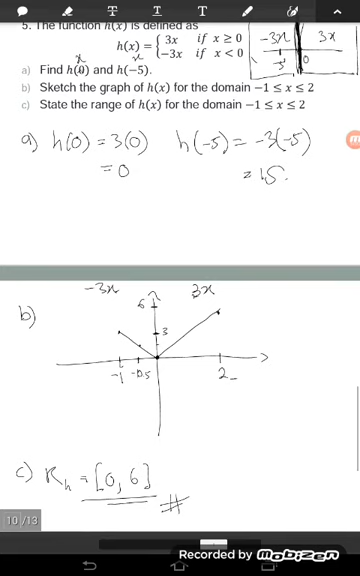 5. The function h(x) is defined as
h(x) = { 3x if x ≥ 0
-3x if x < 0
-3x 3x
-5 0
a) Find h(0) and h(−5).
b) Sketch the graph of h(x) for the domain −1 ≤ x ≤ 2
c) State the range of h(x) for the domain −1 ≤ x ≤ 2
a) h(0) = 3(0) h(-5) = -3(-5)
= 0 = 15.
-3x 3x
b) 6
3
-1 -0.5 2
c) Rh = [0, 6] #
10 /13
Recorded by Mobizen